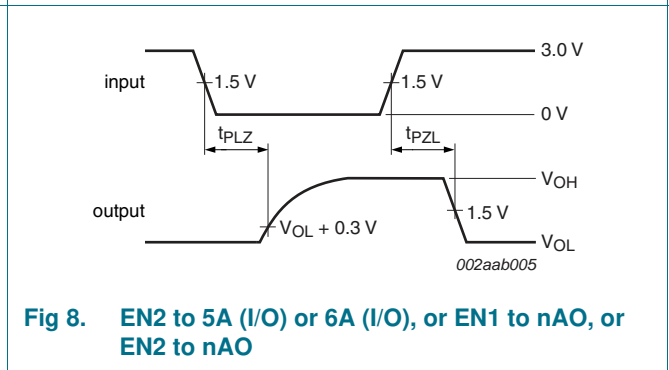 3.0 V
input
1.5 V
1.5 V
0 V
tPLZ
tPZL
VOH
output
VOL + 0.3 V
1.5 V
VOL
002aab005
Fig 8. EN2 to 5A (I/O) or 6A (I/O), or EN1 to nAO, or
EN2 to nAO